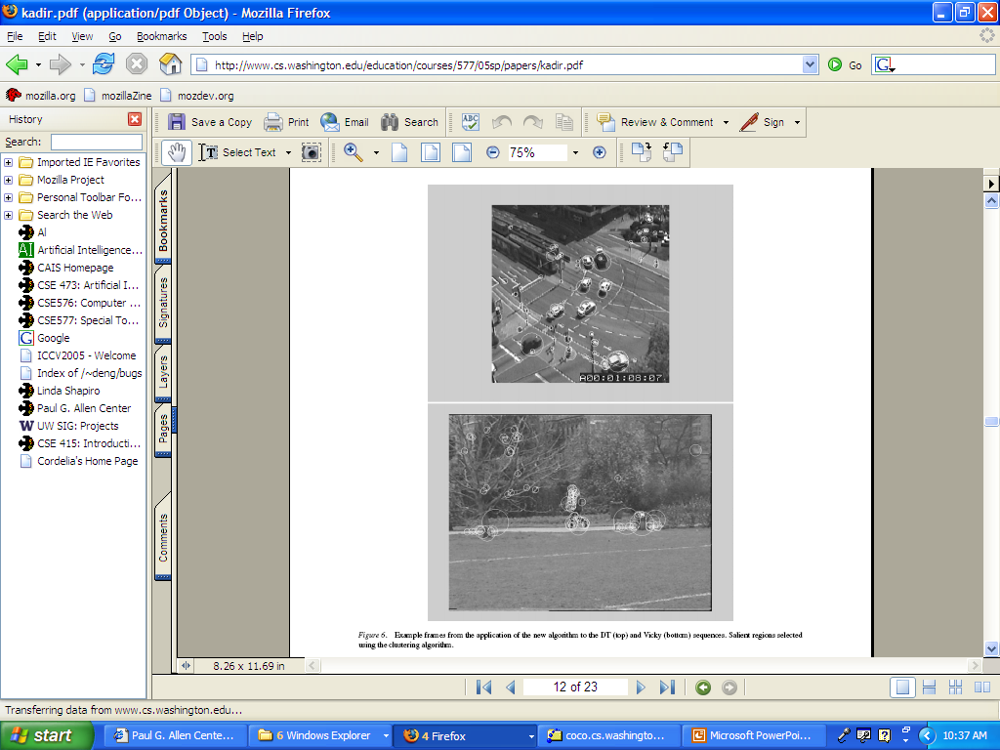 kadir.pdf (application/pdf Object) - Mozilla Firefox
File Edit View Go Bookmarks Tools Help
http://www.cs.washington.edu/education/courses/577/05sp/papers/kadir.pdf Go G
mozilla.org mozillaZine mozdev.org
History
Search:
Imported IE Favorites
Mozilla Project
Personal Toolbar Fo...
Search the Web
AI
AI Artificial Intelligence...
CAIS Homepage
CSE 473: Artificial I...
CSE576: Computer ...
CSE577: Special To...
G Google
ICCV2005 - Welcome
Index of /~deng/bugs
Linda Shapiro
Paul G. Allen Center
W UW SIG: Projects
CSE 415: Introducti...
Cordelia's Home Page
Save a Copy Print Email Search ABC Review & Comment Sign
T Select Text 75%
Bookmarks
Signatures
Layers
Pages
Comments
A00:01:08:07.
Figure 6. Example frames from the application of the new algorithm to the DT (top) and Vicky (bottom) sequences. Salient regions selected
using the clustering algorithm.
8.26 x 11.69 in
12 of 23
Transferring data from www.cs.washington.edu...
start Paul G. Allen Cente... 6 Windows Explorer 4 Firefox coco.cs.washingto... Microsoft PowerPoi... 10:37 AM